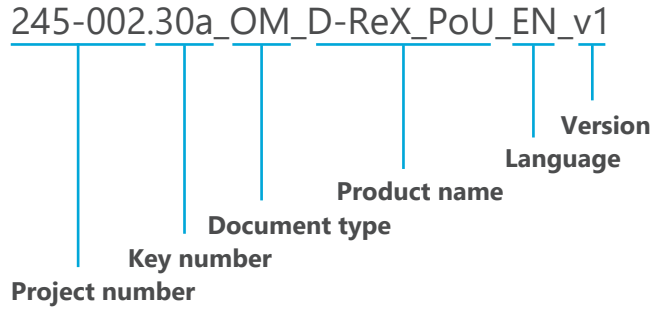 245-002.30a_OM_D-ReX_PoU_EN_v1
Version
Language
Product name
Document type
Key number
Project number